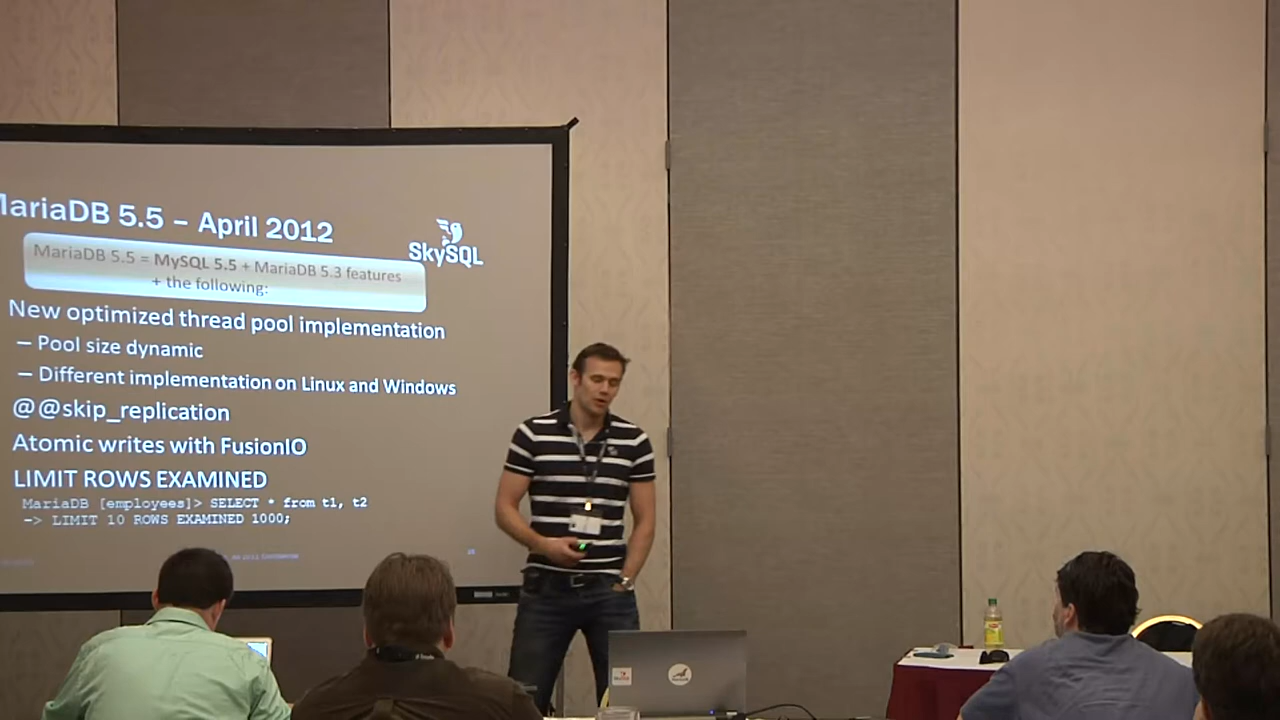 MariaDB 5.5 – April 2012
SkySQL
MariaDB 5.5 = MySQL 5.5 + MariaDB 5.3 features
+ the following:
New optimized thread pool implementation
– Pool size dynamic
– Different implementation on Linux and Windows
@@skip_replication
Atomic writes with FusionIO
LIMIT ROWS EXAMINED
MariaDB [employees]> SELECT * from t1, t2
-> LIMIT 10 ROWS EXAMINED 1000;